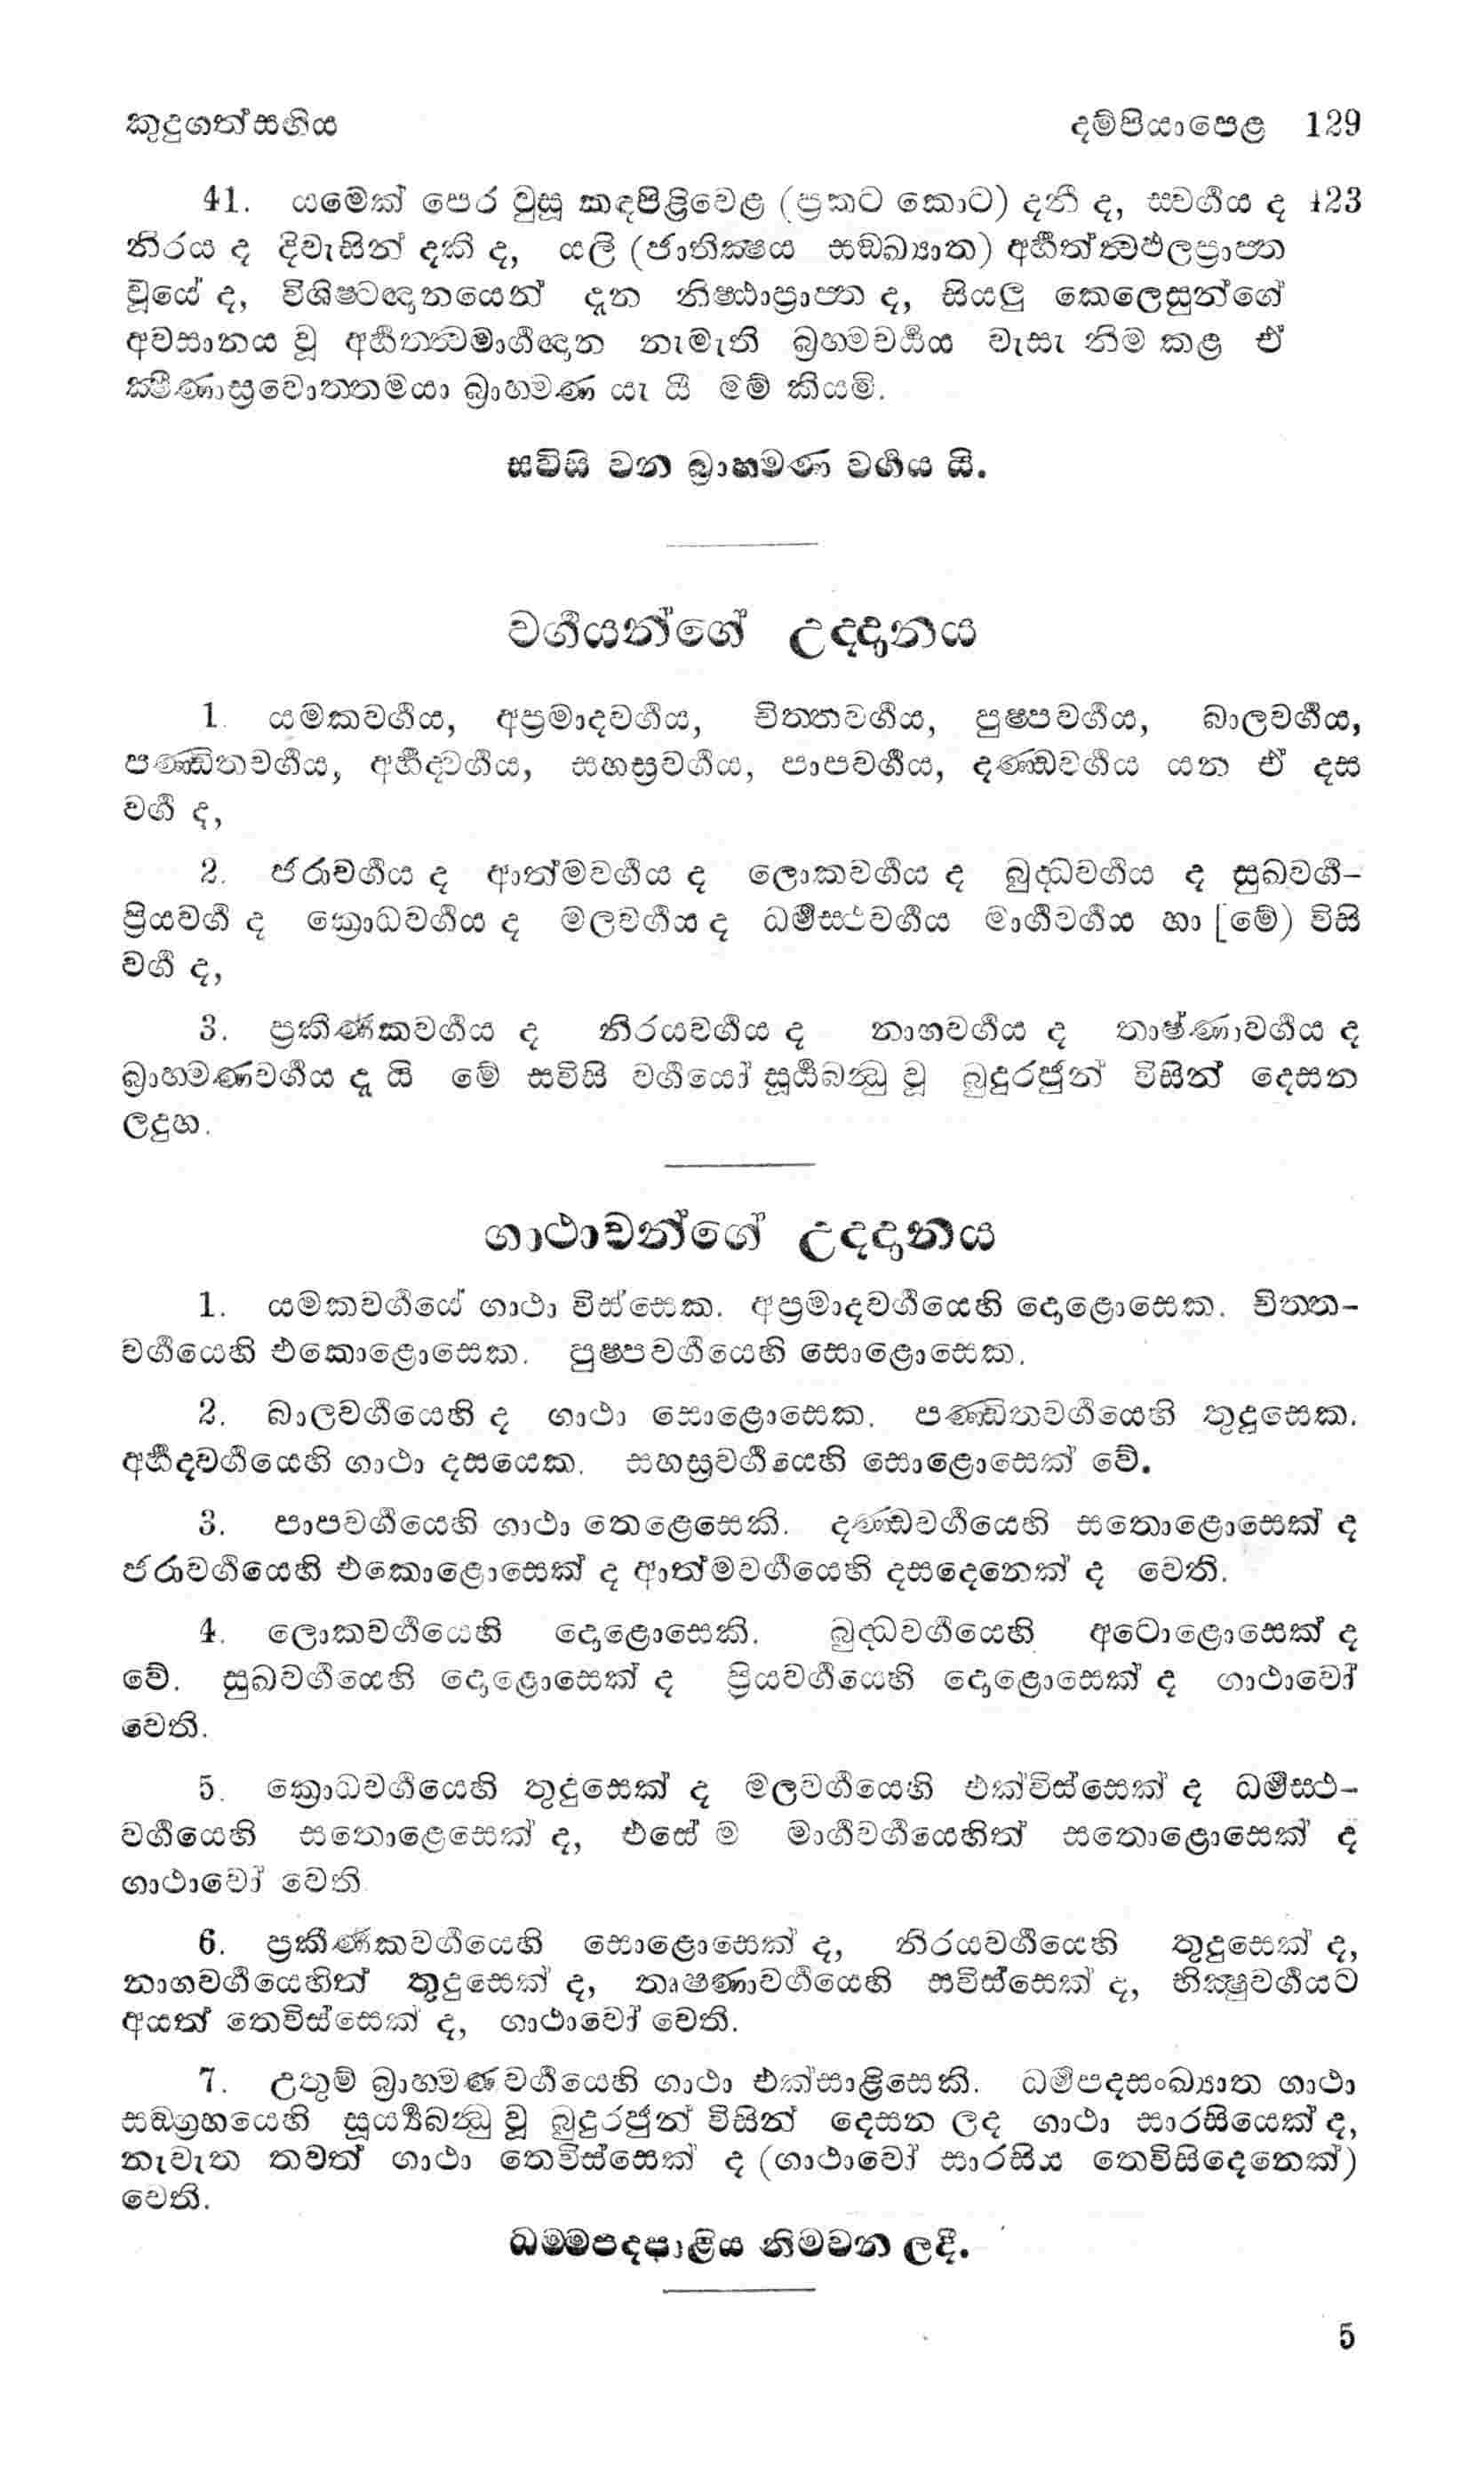 කුදුගත්සඟිය දම්පියාපෙළ 129
41. යමෙක් පෙර වුසූ කඳපිළිවෙළ (ප්‍රකට කොට) දනී ද, ස්වර්ගය ද 423
නිරය ද දිවැසින් දකී ද, යලි (ජාතික්ෂය සඞ්ඛ්‍යාත) අර්හත්ත්වඵලප්‍රාප්ත
වූයේ ද, විශිෂ්ටඥානයෙන් දැන නිෂ්ඨාප්‍රාප්ත ද, සියලු කෙලෙසුන්ගේ
අවසානය වූ අර්හත්ත්වමාර්ගඥාන නැමැති බ්‍රහ්මචර්‍ය්‍යය වැසැ නිම කළ ඒ
ක්ෂීණාස්‍රවොත්තමයා බ්‍රාහ්මණ යැ යි මම් කියමි.
සවිසි වන බ්‍රාහ්මණ වර්ගය යි.
වර්ගයන්ගේ උද්දානය
1. යමකවර්ගය, අප්‍රමාදවර්ගය, චිත්තවර්ගය, පුෂ්පවර්ගය, බාලවර්ගය,
පණ්ඩිතවර්ගය, අර්හද්වර්ගය, සහස්‍රවර්ගය, පාපවර්ගය, දණ්ඩවර්ගය යන ඒ දස
වර්ග ද,
2. ජරාවර්ගය ද ආත්මවර්ගය ද ලොකවර්ගය ද බුද්ධවර්ගය ද සුඛවර්ග-
ප්‍රියවර්ග ද ක්‍රොධවර්ගය ද මලවර්ගය ද ධර්මස්ථවර්ගය මාර්ගවර්ගය හා [මේ) විසි
වර්ග ද,
3. ප්‍රකීර්ණකවර්ගය ද නිරයවර්ගය ද නාගවර්ගය ද තෘෂ්ණාවර්ගය ද
බ්‍රාහ්මණවර්ගය දැ යි මේ සවිසි වර්ගයෝ සූර්‍ය්‍යබන්ධු වූ බුදුරජුන් විසින් දෙසන
ලදුහ.
ගාථාවන්ගේ උද්දානය
1. යමකවර්ගයේ ගාථා විස්සෙක. අප්‍රමාදවර්ගයෙහි දොළොසෙක. චිත්ත-
වර්ගයෙහි එකොළොසෙක. පුෂ්පවර්ගයෙහි සොළොසෙක.
2. බාලවර්ගයෙහි ද ගාථා සොළොසෙක. පණ්ඩිතවර්ගයෙහි තුදුසෙක.
අර්හද්වර්ගයෙහි ගාථා දසයෙක. සහස්‍රවර්ගයෙහි සොළොසෙක් වේ.
3. පාපවර්ගයෙහි ගාථා තෙළෙසෙකි. දණ්ඩවර්ගයෙහි සතොළොසෙක් ද
ජරාවර්ගයෙහි එකොළොසෙක් ද ආත්මවර්ගයෙහි දසදෙනෙක් ද වෙති.
4. ලොකවර්ගයෙහි දොළොසෙකි. බුද්ධවර්ගයෙහි අටොළොසෙක් ද
වේ. සුඛවර්ගයෙහි දොළොසෙක් ද ප්‍රියවර්ගයෙහි දොළොසෙක් ද ගාථාවෝ
වෙති.
5. ක්‍රොධවර්ගයෙහි තුදුසෙක් ද මලවර්ගයෙහි එක්විස්සෙක් ද ධර්මස්ථ-
වර්ගයෙහි සතොළෙසෙක් ද, එසේ ම මාර්ගවර්ගයෙහිත් සතොළොසෙක් ද
ගාථාවෝ වෙති
6. ප්‍රකීර්ණකවර්ගයෙහි සොළොසෙක් ද, නිරයවර්ගයෙහි තුදුසෙක් ද,
නාගවර්ගයෙහිත් තුදුසෙක් ද, තෘෂ්ණාවර්ගයෙහි සවිස්සෙක් ද, භික්ෂුවර්ගයට
අයත් තෙවිස්සෙක් ද, ගාථාවෝ වෙති.
7. උතුම් බ්‍රාහ්මණවර්ගයෙහි ගාථා එක්සාළිසෙකි. ධර්මපදසංඛ්‍යාත ගාථා
සඞ්ග්‍රහයෙහි සූර්‍ය්‍යබන්ධු වූ බුදුරජුන් විසින් දෙසන ලද ගාථා සාරසියෙක් ද,
නැවැත තවත් ගාථා තෙවිස්සෙක් ද (ගාථාවෝ සාරසිය තෙවිසිදෙනෙක්)
වෙති.
ධම්මපදපාළිය නිමවන ලදී.
5